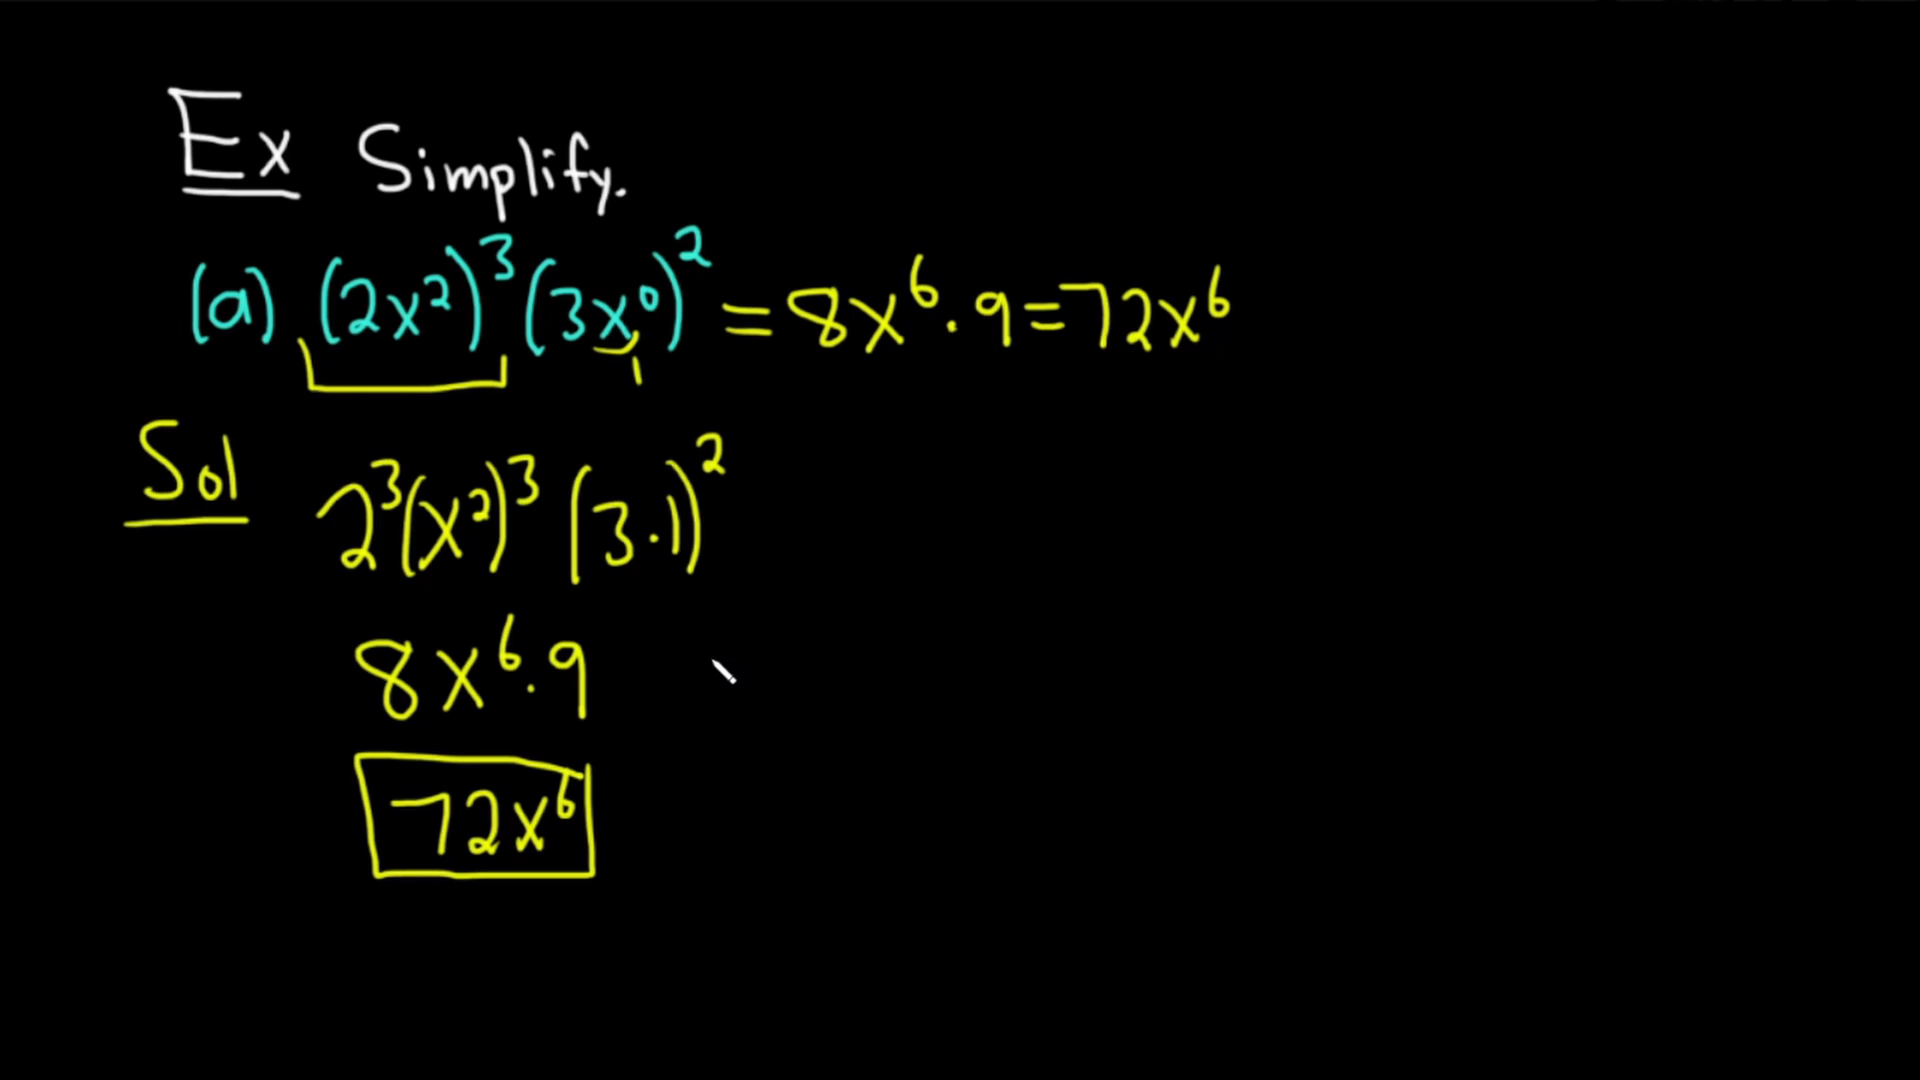 Ex Simplify.
(a) (2x²)³(3x⁰)² = 8x⁶·9=72x⁶
1
Sol 2³(x²)³ (3·1)²
8x⁶·9
72x⁶